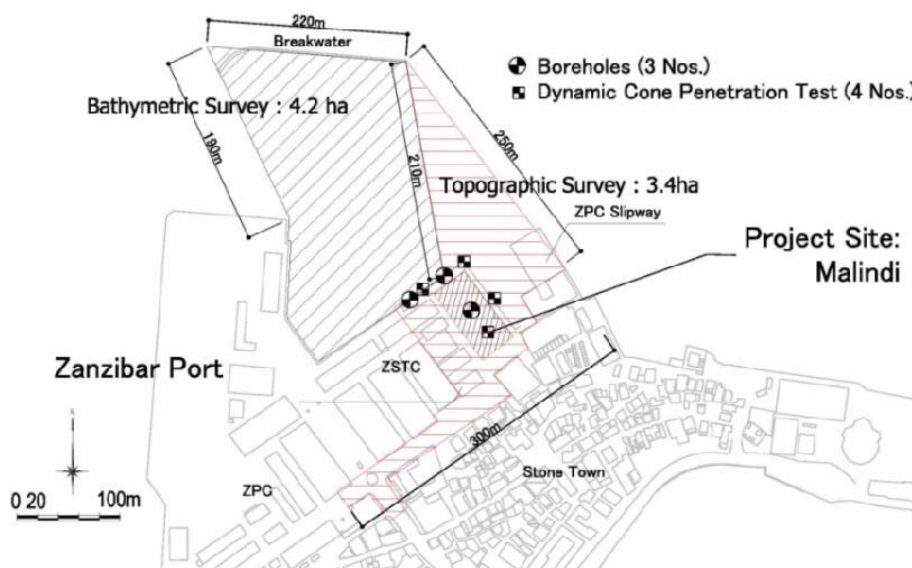 220m
Breakwater
Boreholes (3 Nos.)
Dynamic Cone Penetration Test (4 Nos.)
Bathymetric Survey : 4.2 ha
190m
210m
250m
Topographic Survey : 3.4ha
ZPC Slipway
Project Site:
Malindi
Zanzibar Port
ZSTC
300m
Stone Town
ZPC
0 20 100m